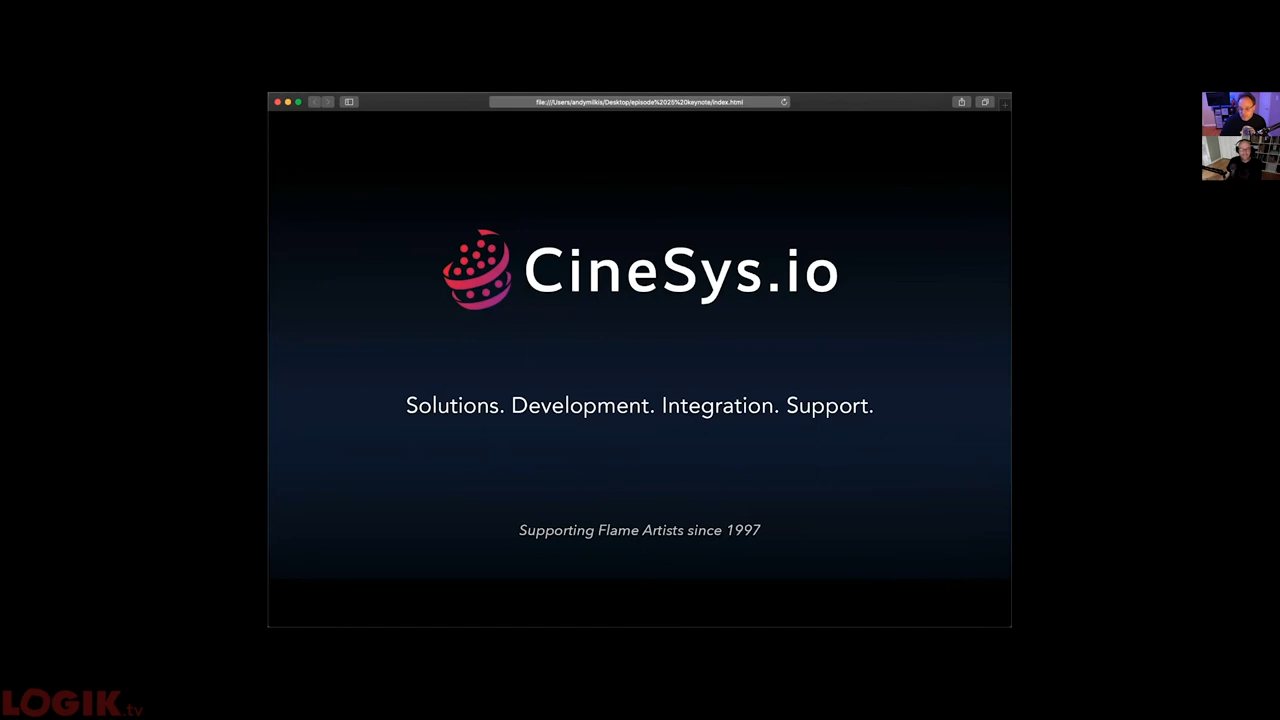 file:///Users/andymilkis/Desktop/episode%2025%20keynote/index.html
CineSys.io
Solutions. Development. Integration. Support.
Supporting Flame Artists since 1997
LOGIK.tv